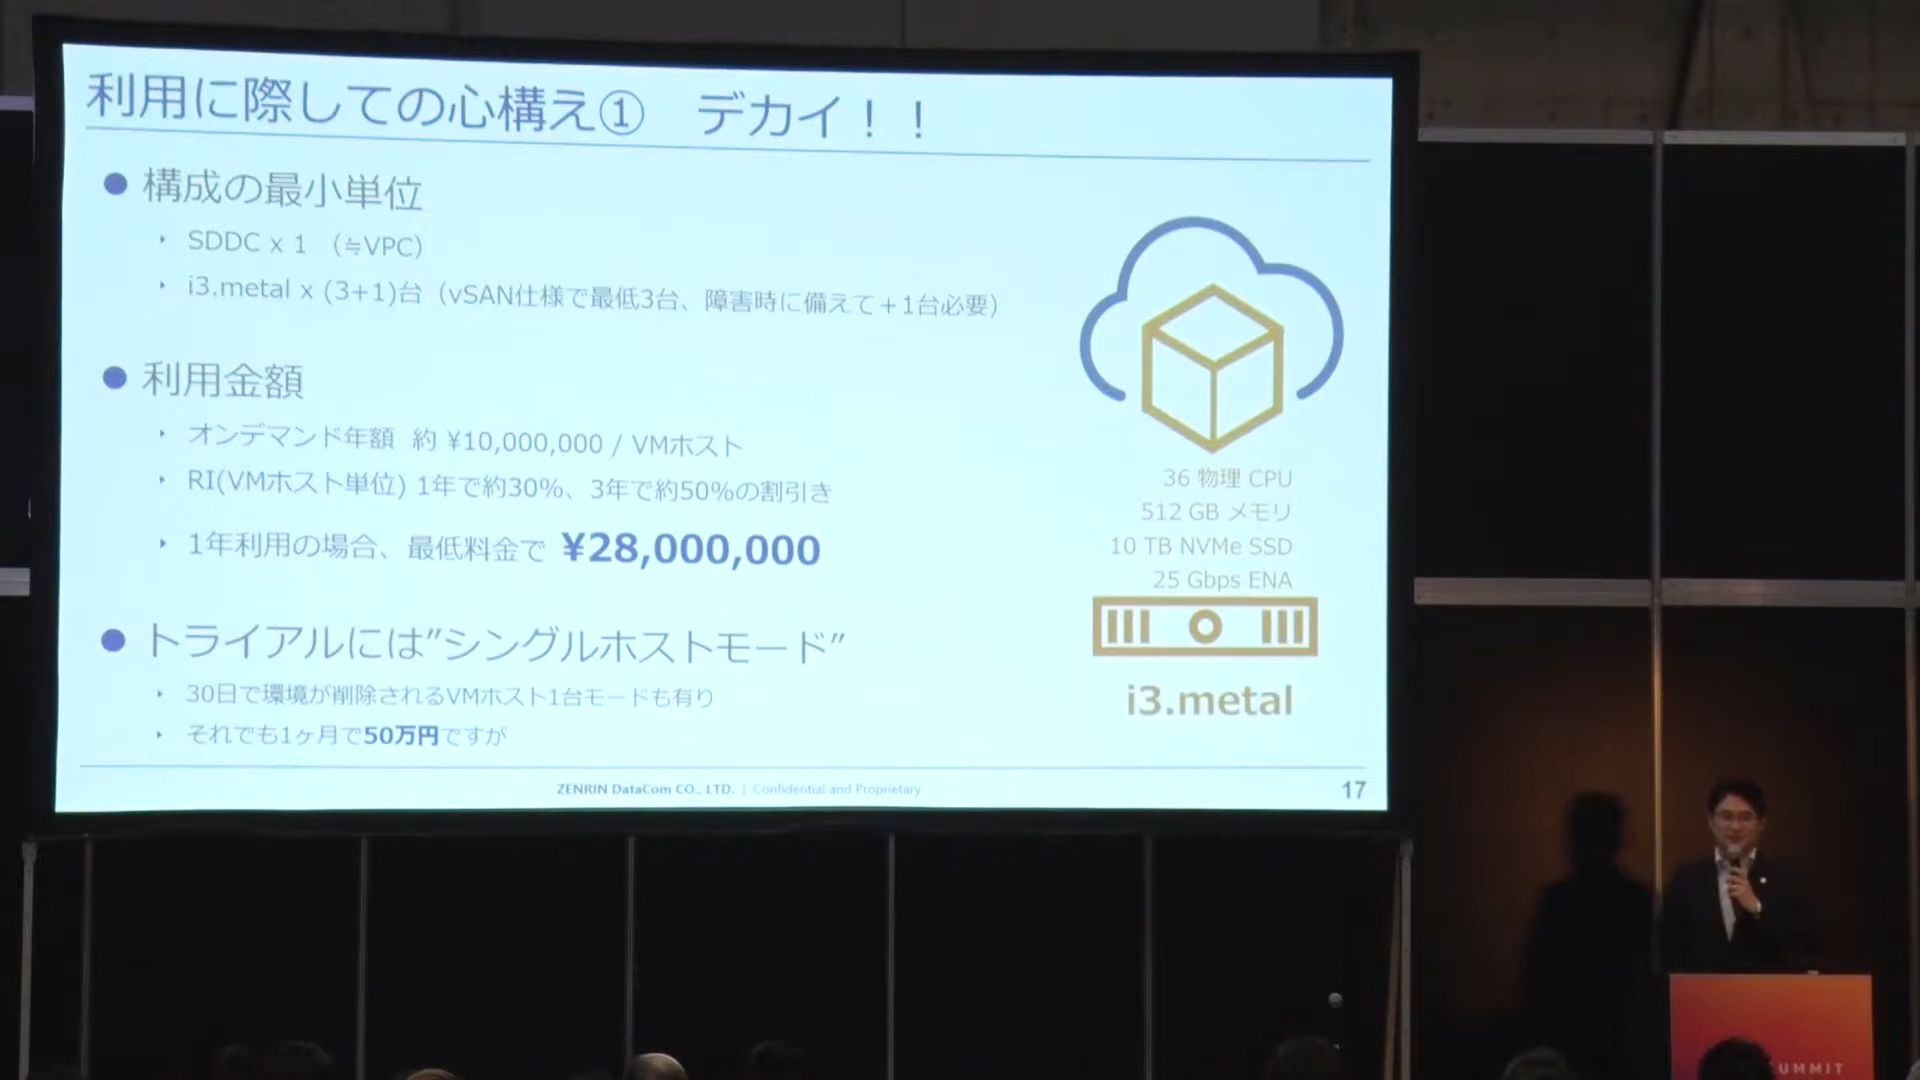 利用に際しての心構え① デカイ！！
● 構成の最小単位
・ SDDC x 1 （≒VPC）
・ i3.metal x (3+1)台（vSAN仕様で最低3台、障害時に備えて＋1台必要）
● 利用金額
・ オンデマンド年額 約 ¥10,000,000 / VMホスト
・ RI(VMホスト単位) 1年で約30%、3年で約50%の割引き
・ 1年利用の場合、最低料金で ¥28,000,000
● トライアルには”シングルホストモード”
・ 30日で環境が削除されるVMホスト1台モードも有り
・ それでも1ヶ月で50万円ですが
36 物理 CPU
512 GB メモリ
10 TB NVMe SSD
25 Gbps ENA
i3.metal
ZENRIN DataCom CO., LTD. | Confidential and Proprietary
17
SUMMIT